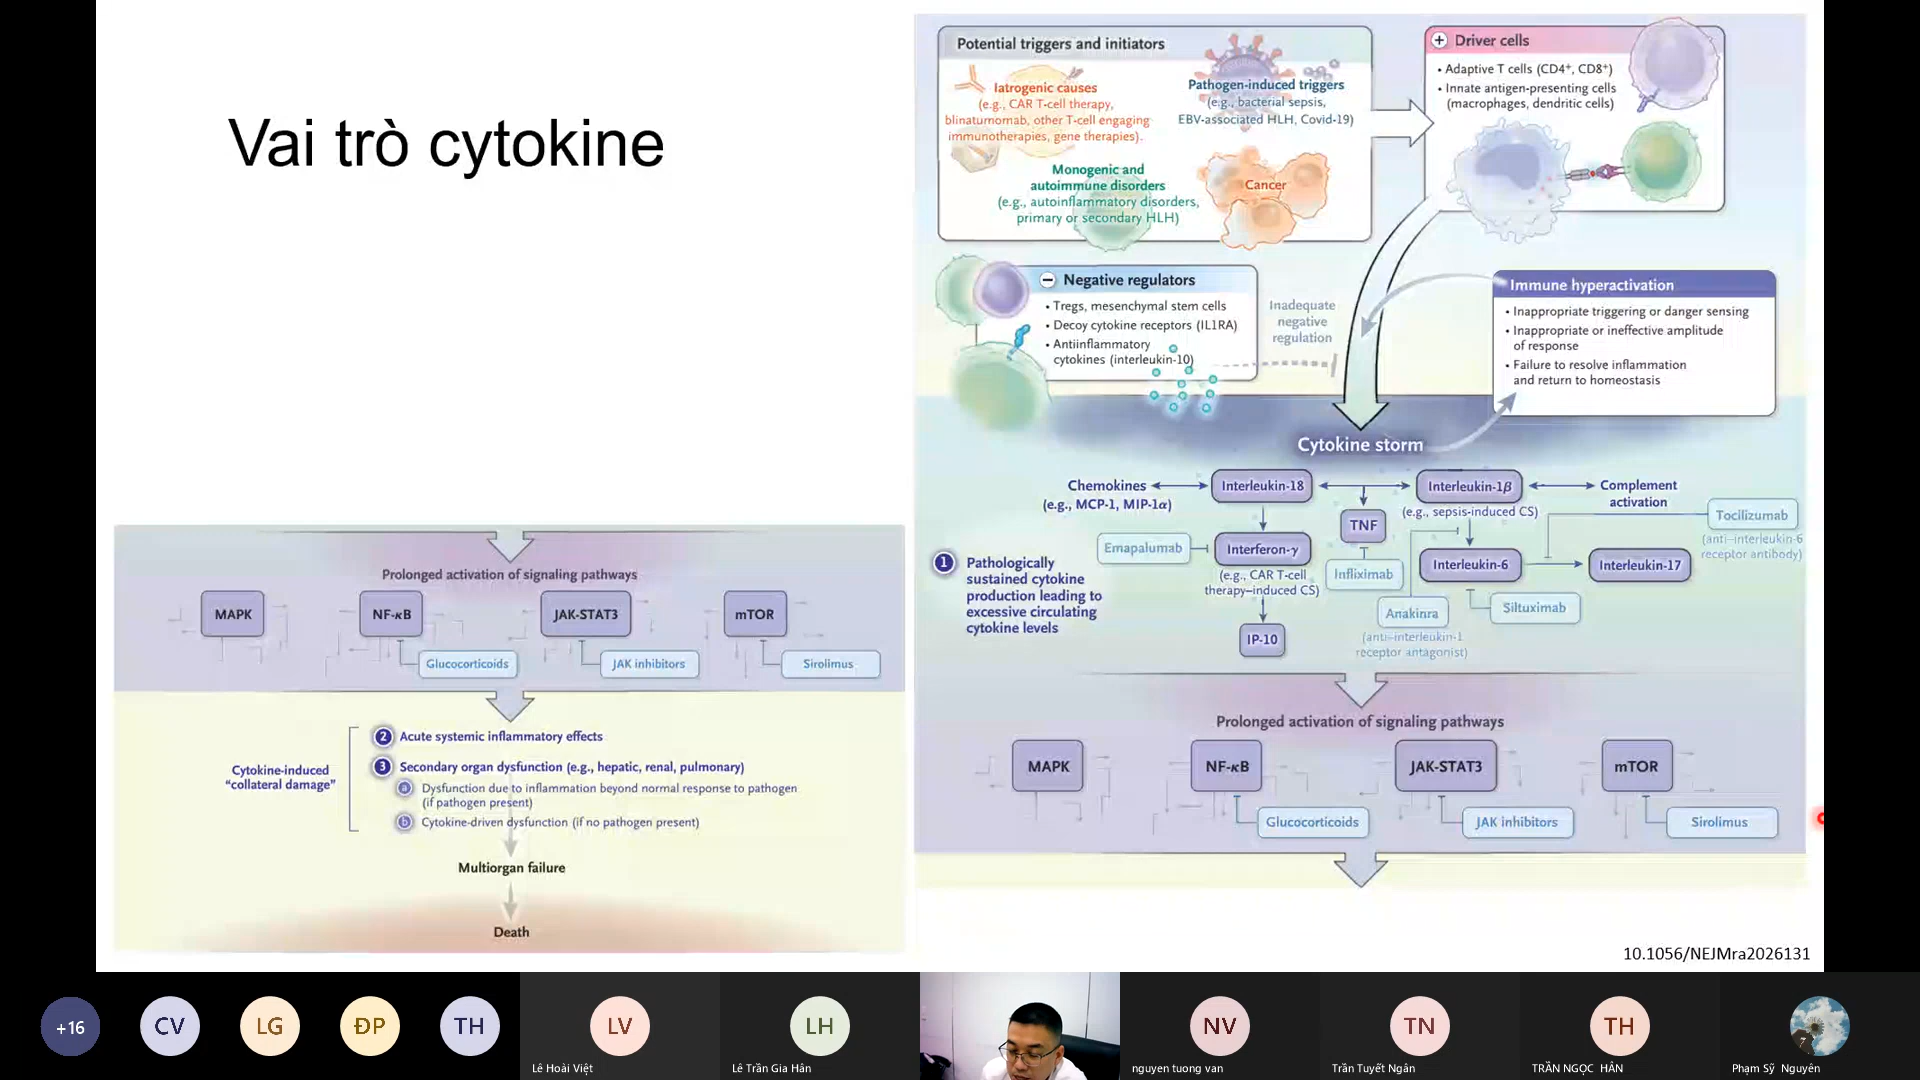 Vai trò cytokine
Potential triggers and initiators
Iatrogenic causes
(e.g., CAR T-cell therapy,
blinatumomab, other T-cell engaging
immunotherapies, gene therapies).
Pathogen-induced triggers
(e.g., bacterial sepsis,
EBV-associated HLH, Covid-19)
Monogenic and
autoimmune disorders
(e.g., autoinflammatory disorders,
primary or secondary HLH)
Cancer
+ Driver cells
• Adaptive T cells (CD4+, CD8+)
• Innate antigen-presenting cells
(macrophages, dendritic cells)
− Negative regulators
• Tregs, mesenchymal stem cells
• Decoy cytokine receptors (IL1RA)
• Antiinflammatory
cytokines (interleukin-10)
Inadequate
negative
regulation
Immune hyperactivation
• Inappropriate triggering or danger sensing
• Inappropriate or ineffective amplitude
of response
• Failure to resolve inflammation
and return to homeostasis
Cytokine storm
Chemokines
(e.g., MCP-1, MIP-1α)
Interleukin-18
Interleukin-1β
(e.g., sepsis-induced CS)
Complement
activation
TNF
Tocilizumab
(anti–interleukin-6
receptor antibody)
Emapalumab
Interferon-γ
(e.g., CAR T-cell
therapy–induced CS)
Infliximab
Interleukin-6
Interleukin-17
Anakinra
(anti–interleukin-1
receptor antagonist)
Siltuximab
IP-10
1 Pathologically
sustained cytokine
production leading to
excessive circulating
cytokine levels
Prolonged activation of signaling pathways
MAPK
NF-κB
JAK-STAT3
mTOR
Glucocorticoids
JAK inhibitors
Sirolimus
Prolonged activation of signaling pathways
MAPK
NF-κB
JAK-STAT3
mTOR
Glucocorticoids
JAK inhibitors
Sirolimus
Cytokine-induced
“collateral damage”
2 Acute systemic inflammatory effects
3 Secondary organ dysfunction (e.g., hepatic, renal, pulmonary)
a Dysfunction due to inflammation beyond normal response to pathogen
(if pathogen present)
b Cytokine-driven dysfunction (if no pathogen present)
Multiorgan failure
Death
10.1056/NEJMra2026131
+16
CV
LG
ĐP
TH
LV
Lê Hoài Việt
LH
Lê Trần Gia Hân
NV
nguyen tuong van
TN
Trần Tuyết Ngân
TH
TRẦN NGỌC HÂN
Phạm Sỹ Nguyên